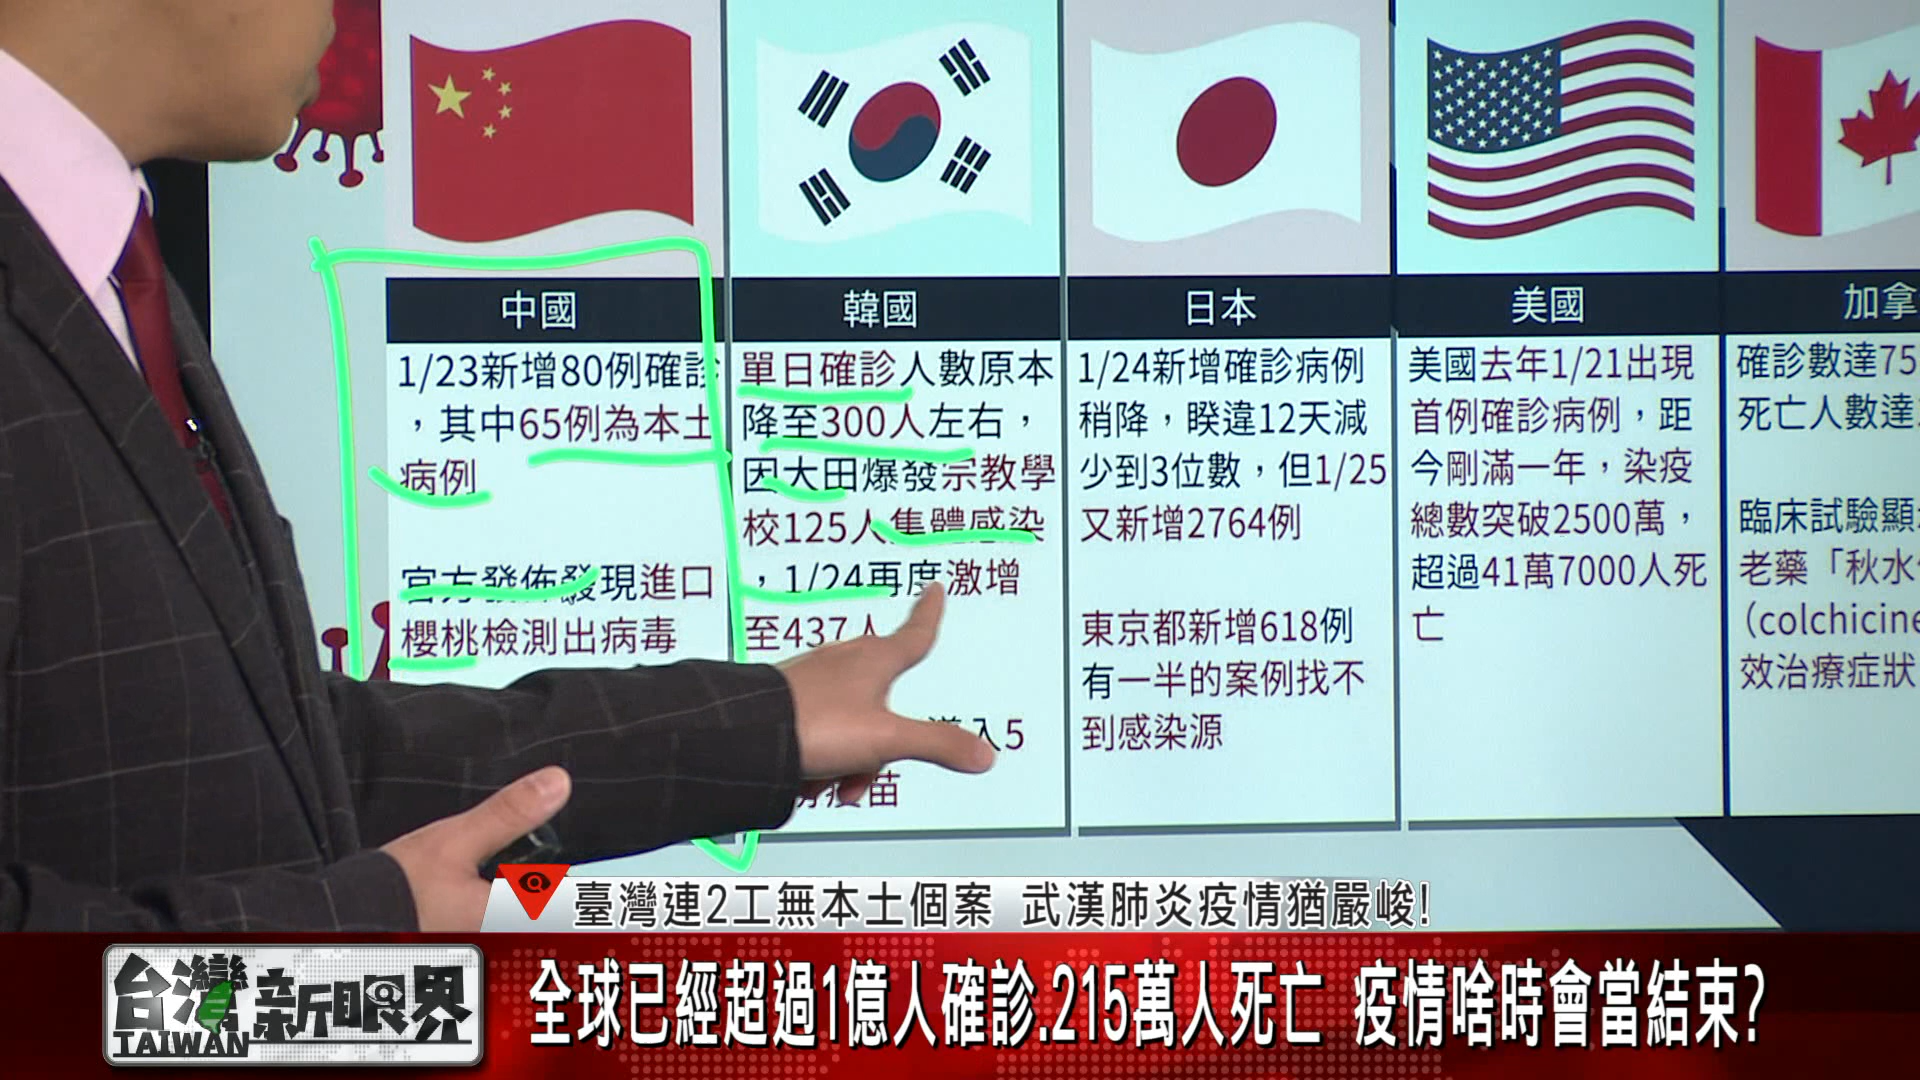 中國
1/23新增80例確診
，其中65例為本土
病例
官方發佈發現進口
櫻桃檢測出病毒
韓國
單日確診人數原本
降至300人左右，
因大田爆發宗教學
校125人集體感染
，1/24再度激增
至437人
入5
疫苗
日本
1/24新增確診病例
稍降，睽違12天減
少到3位數，但1/25
又新增2764例
東京都新增618例
有一半的案例找不
到感染源
美國
美國去年1/21出現
首例確診病例，距
今剛滿一年，染疫
總數突破2500萬，
超過41萬7000人死
亡
加拿
確診數達75
死亡人數達
臨床試驗顯
老藥「秋水
（colchicine
效治療症狀
臺灣連2工無本土個案 武漢肺炎疫情猶嚴峻!
台灣新眼界
TAIWAN
全球已經超過1億人確診.215萬人死亡 疫情啥時會當結束?